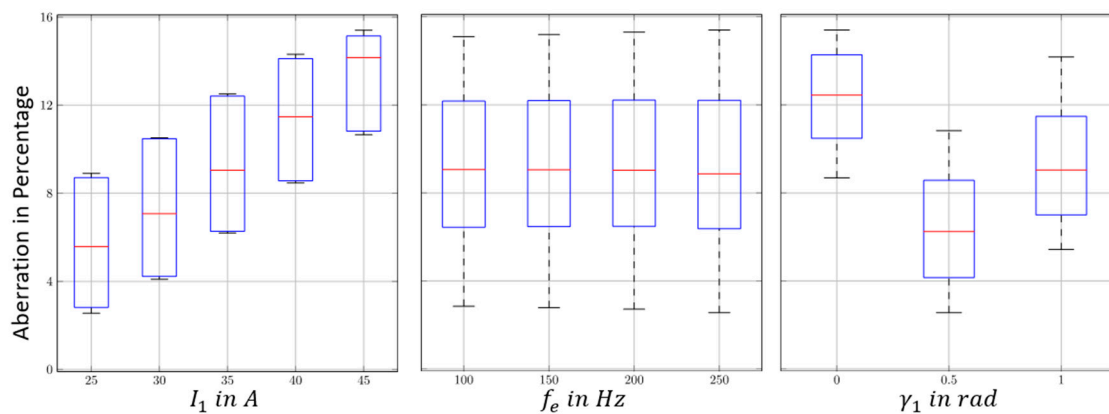 Aberration in Percentage
16
12
8
4
0
25 30 35 40 45
I₁ in A
100 150 200 250
fₑ in Hz
0 0.5 1
γ₁ in rad